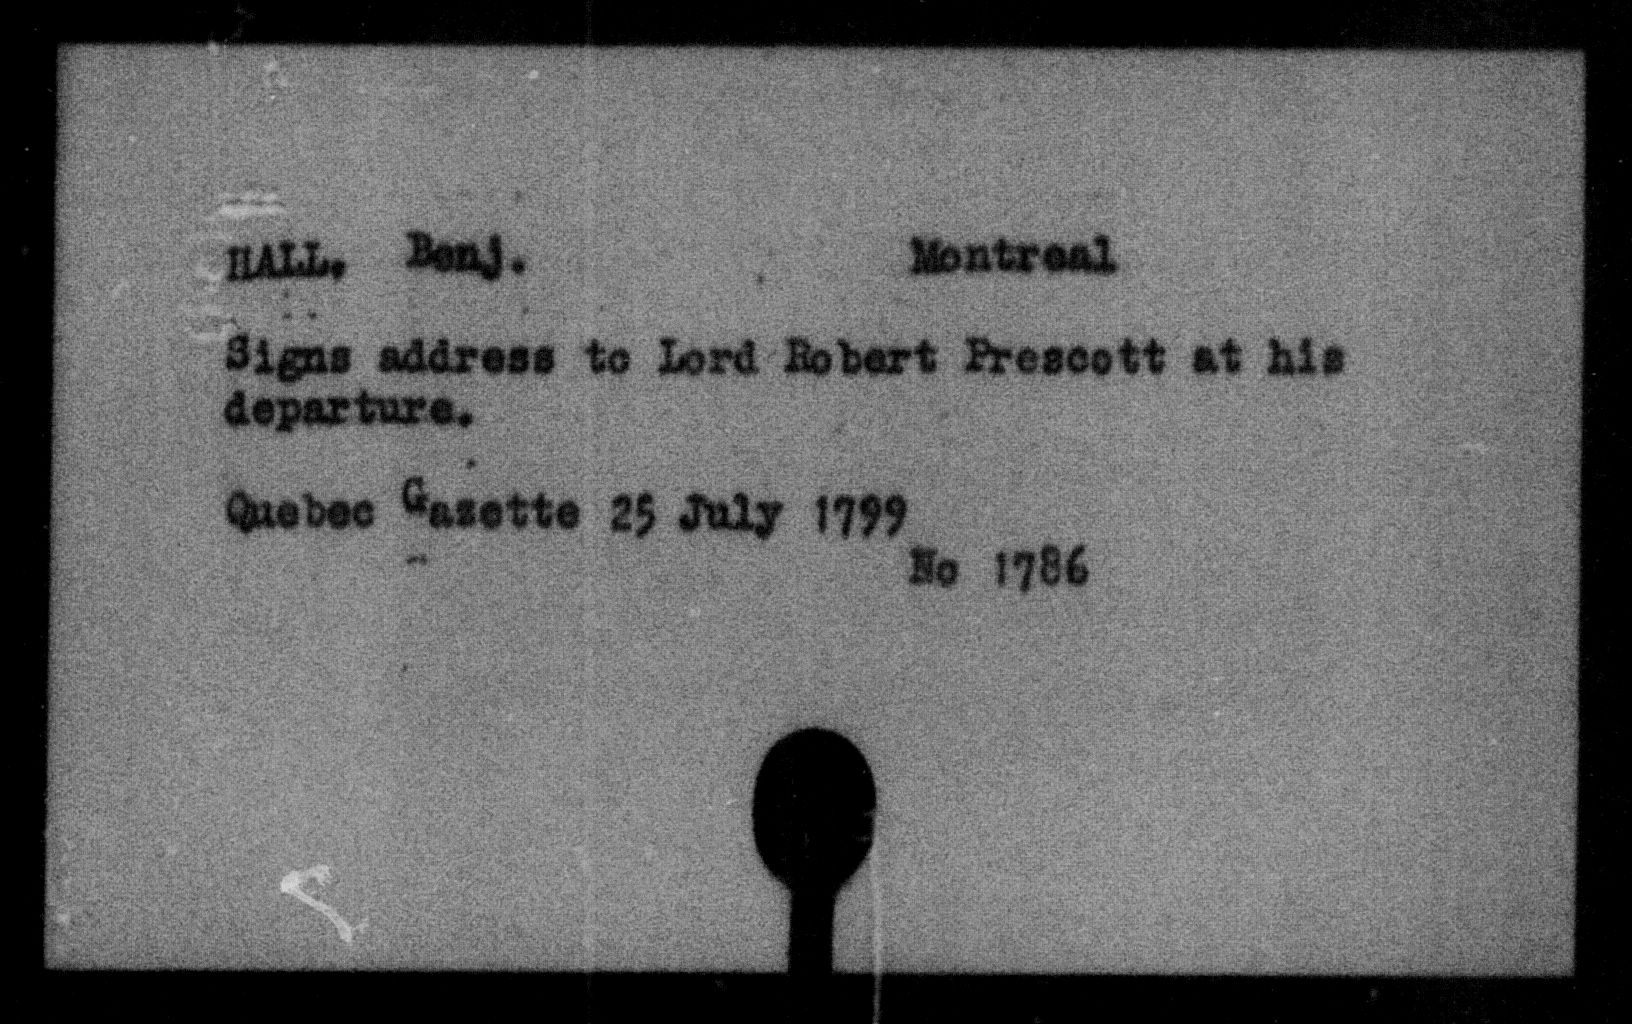 HALL, Benj. Montreal
Signs address to Lord Robert Prescott at his
departure.
Quebec Gazette 25 July 1799
No 1786